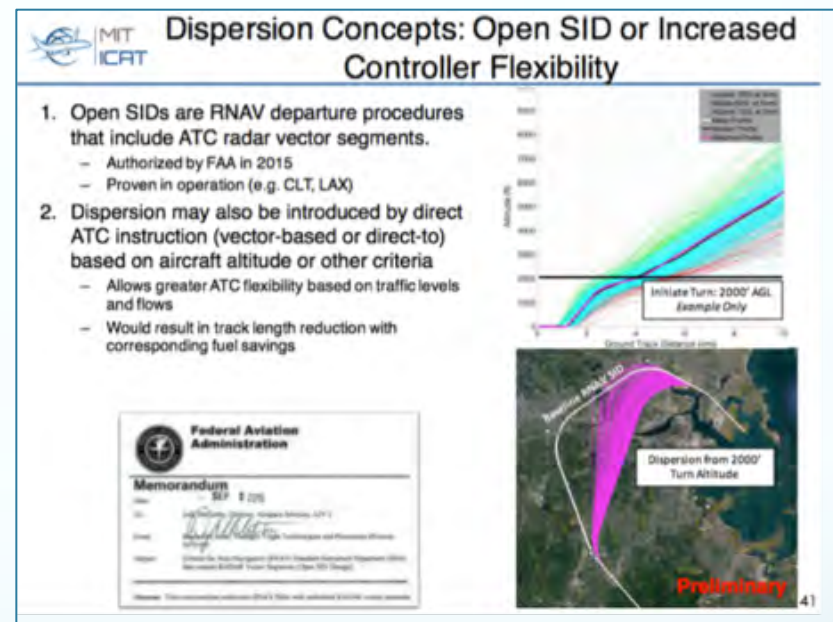 MIT
ICAT
Dispersion Concepts: Open SID or Increased
Controller Flexibility
1. Open SIDs are RNAV departure procedures
that include ATC radar vector segments.
– Authorized by FAA in 2015
– Proven in operation (e.g. CLT, LAX)
2. Dispersion may also be introduced by direct
ATC instruction (vector-based or direct-to)
based on aircraft altitude or other criteria
– Allows greater ATC flexibility based on traffic levels
and flows
– Would result in track length reduction with
corresponding fuel savings
Altitude (ft)
Initiate Turn: 2000' AGL
Example Only
Ground Track Distance (nm)
Baseline RNAV SID
Dispersion from 2000'
Turn Altitude
Preliminary
Federal Aviation
Administration
Memorandum
SEP
41